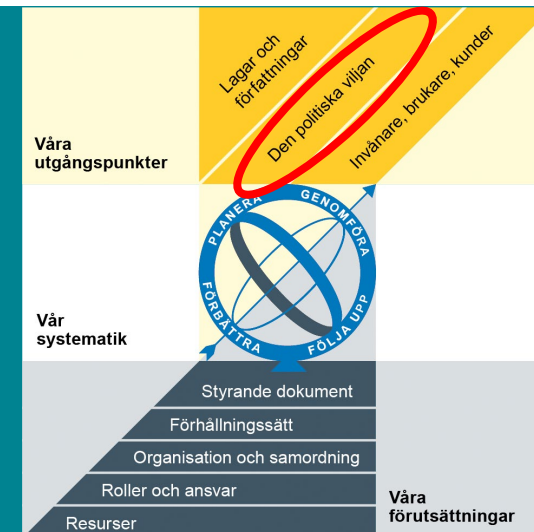 Lagar och
författningar
Den politiska viljan
Invånare, brukare, kunder
Våra
utgångspunkter
PLANERA
GENOMFÖRA
FÖRBÄTTRA
FÖLJA UPP
Vår
systematik
Styrande dokument
Förhållningssätt
Organisation och samordning
Roller och ansvar
Resurser
Våra
förutsättningar